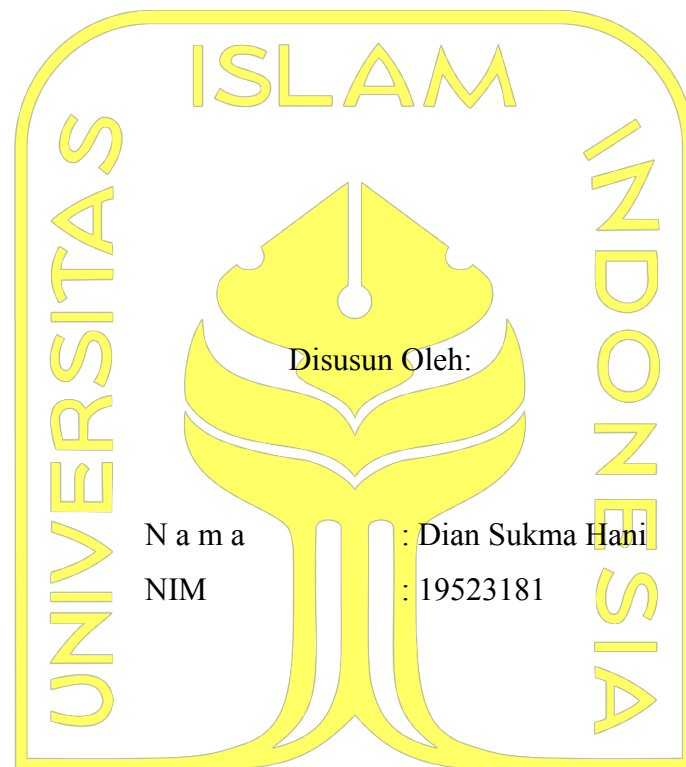 ISLAM
UNIVERSITAS
INDONESIA
Disusun Oleh:
N a m a : Dian Sukma Hani
NIM : 19523181